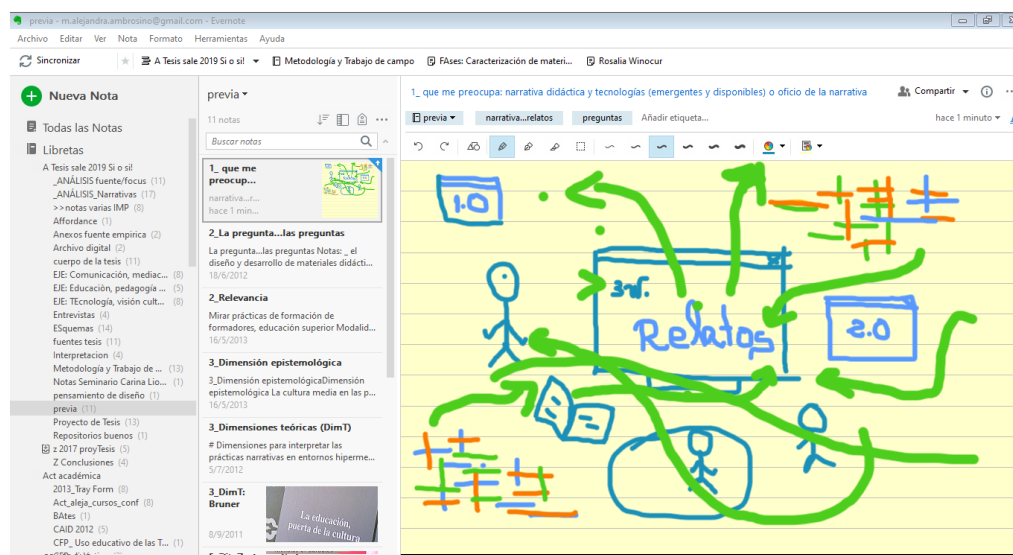 previa - m.alejandra.ambrosino@gmail.com - Evernote
Archivo Editar Ver Nota Formato Herramientas Ayuda
Sincronizar A Tesis sale 2019 Si o si! Metodología y Trabajo de campo FAses: Caracterización de materi... Rosalia Winocur
Nueva Nota
Todas las Notas
Libretas
A Tesis sale 2019 Si o si!
_ANÁLISIS fuente/focus (11)
_ANÁLISIS_Narrativas (17)
>>notas varias IMP (8)
Affordance (1)
Anexos fuente empirica (2)
Archivo digital (2)
cuerpo de la tesis (11)
EJE: Comunicación, mediac... (8)
EJE: Educación, pedagogía ... (5)
EJE: TEcnología, visión cult... (8)
Entrevistas (4)
ESquemas (14)
fuentes tesis (11)
Interpretacion (4)
Metodología y Trabajo de ... (13)
Notas Seminario Carina Lio... (1)
pensamiento de diseño (1)
previa (11)
Proyecto de Tesis (13)
Repositorios buenos (1)
z 2017 proyTesis (5)
Z Conclusiones (4)
Act académica
2013_Tray Form (8)
Act_aleja_cursos_conf (8)
BAtes (1)
CAID 2012 (5)
CFP_ Uso educativo de las T... (1)
previa
11 notas
Buscar notas
1_ que me
preocup...
narrativa...r...
hace 1 min...
2_La pregunta...las preguntas
La pregunta...las preguntas Notas: _ el
diseño y desarrollo de materiales didácti...
18/6/2012
2_Relevancia
Mirar prácticas de formación de
formadores, educación superior Modalid...
16/5/2013
3_Dimensión epistemológica
3_Dimensión epistemológicaDimensión
epistemológica La cultura media en las p...
16/5/2013
3_Dimensiones teóricas (DimT)
# Dimensiones para interpretar las
prácticas narrativas en entornos hiperme...
5/7/2012
3_DimT:
Bruner
8/9/2011
La educación,
puerta de la cultura
1_ que me preocupa: narrativa didáctica y tecnologías (emergentes y disponibles) o oficio de la narrativa
Compartir
previa narrativa...relatos preguntas Añadir etiqueta...
hace 1 minuto
1.0
Relatos
2.0